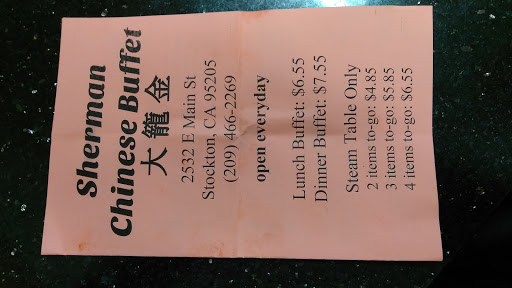 Sherman
Chinese Buffet
大籠金
2532 E Main St
Stockton, CA 95205
(209) 466-2269
open everyday
Lunch Buffet: $6.55
Dinner Buffet: $7.55
Steam Table Only
2 items to-go: $4.85
3 items to-go: $5.85
4 items to-go: $6.55